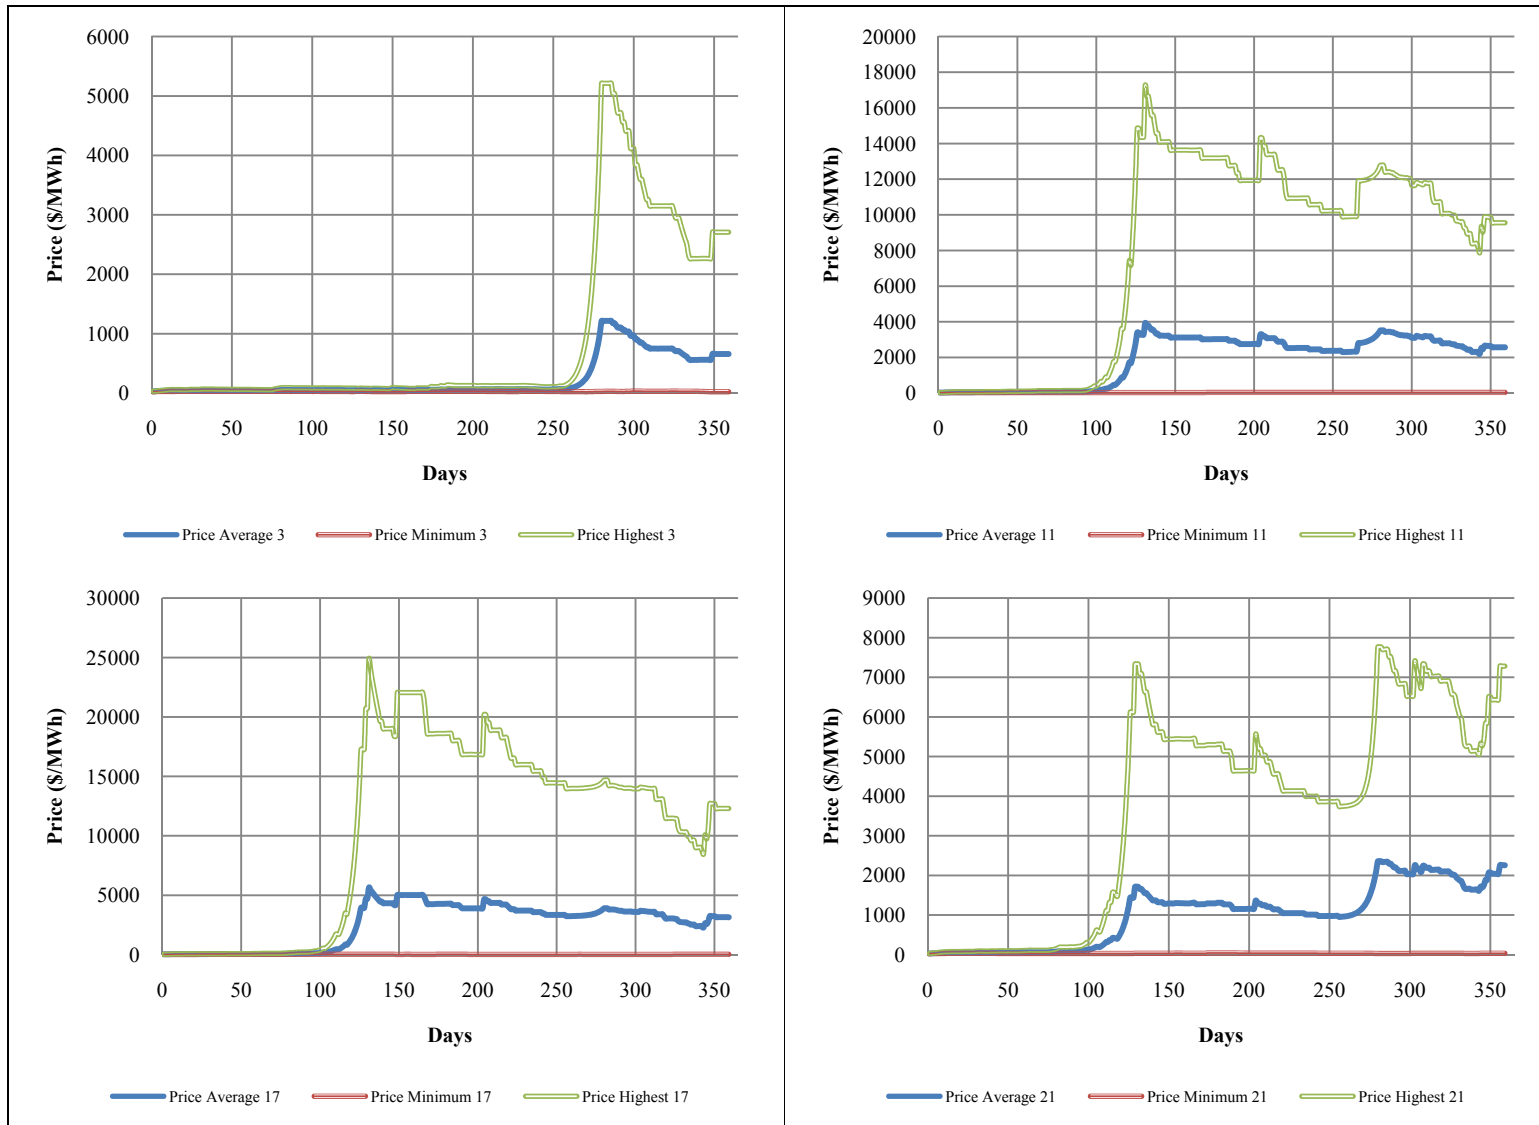 6000
5000
4000
3000
2000
1000
0
Price ($/MWh)
0 50 100 150 200 250 300 350
Days
Price Average 3 Price Minimum 3 Price Highest 3
20000
18000
16000
14000
12000
10000
8000
6000
4000
2000
0
Price ($/MWh)
0 50 100 150 200 250 300 350
Days
Price Average 11 Price Minimum 11 Price Highest 11
30000
25000
20000
15000
10000
5000
0
Price ($/MWh)
0 50 100 150 200 250 300 350
Days
Price Average 17 Price Minimum 17 Price Highest 17
9000
8000
7000
6000
5000
4000
3000
2000
1000
0
Price ($/MWh)
0 50 100 150 200 250 300 350
Days
Price Average 21 Price Minimum 21 Price Highest 21